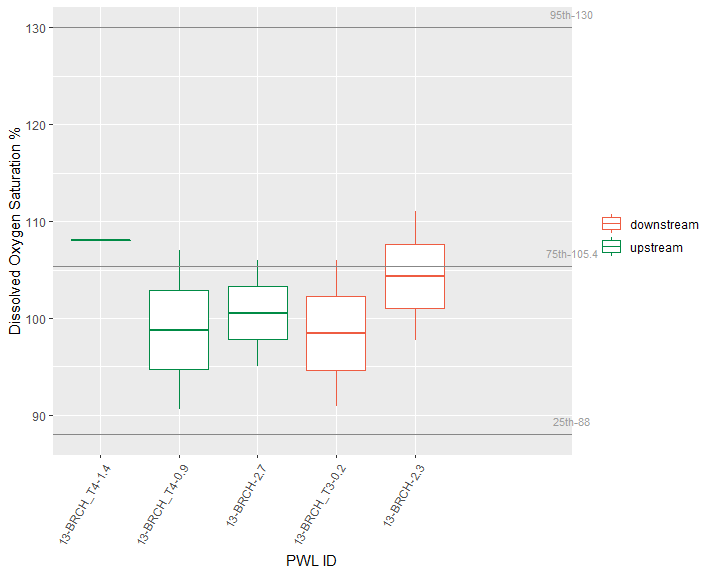 95th-130
130
120
110
100
90
75th-105.4
25th-88
Dissolved Oxygen Saturation %
13-BRCH_T4-1.4
13-BRCH_T4-0.9
13-BRCH-2.7
13-BRCH_T3-0.2
13-BRCH-2.3
PWL ID
downstream
upstream